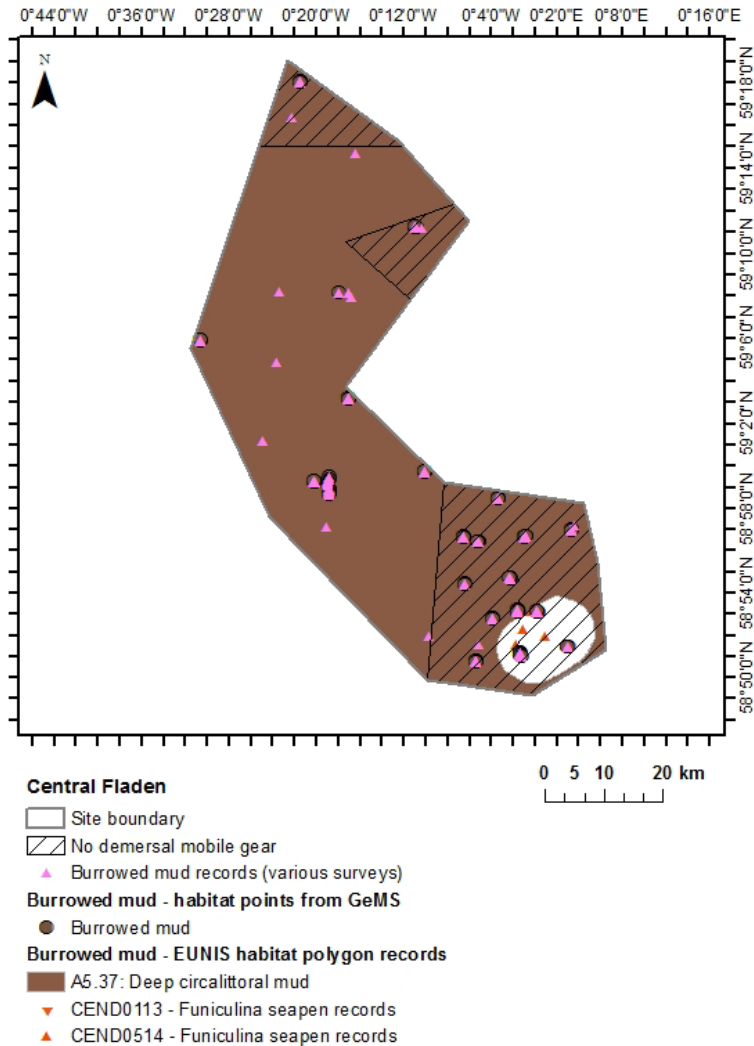 0°44'0"W 0°36'0"W 0°28'0"W 0°20'0"W 0°12'0"W 0°4'0"W 0°2'0"E 0°8'0"E 0°16'0"E
N
59°18'0"N
59°14'0"N
59°10'0"N
59°6'0"N
59°2'0"N
58°58'0"N
58°54'0"N
58°50'0"N
Central Fladen
0 5 10 20 km
Site boundary
No demersal mobile gear
Burrowed mud records (various surveys)
Burrowed mud - habitat points from GeMS
Burrowed mud
Burrowed mud - EUNIS habitat polygon records
A5.37: Deep circalittoral mud
CEND0113 - Funiculina seapen records
CEND0514 - Funiculina seapen records